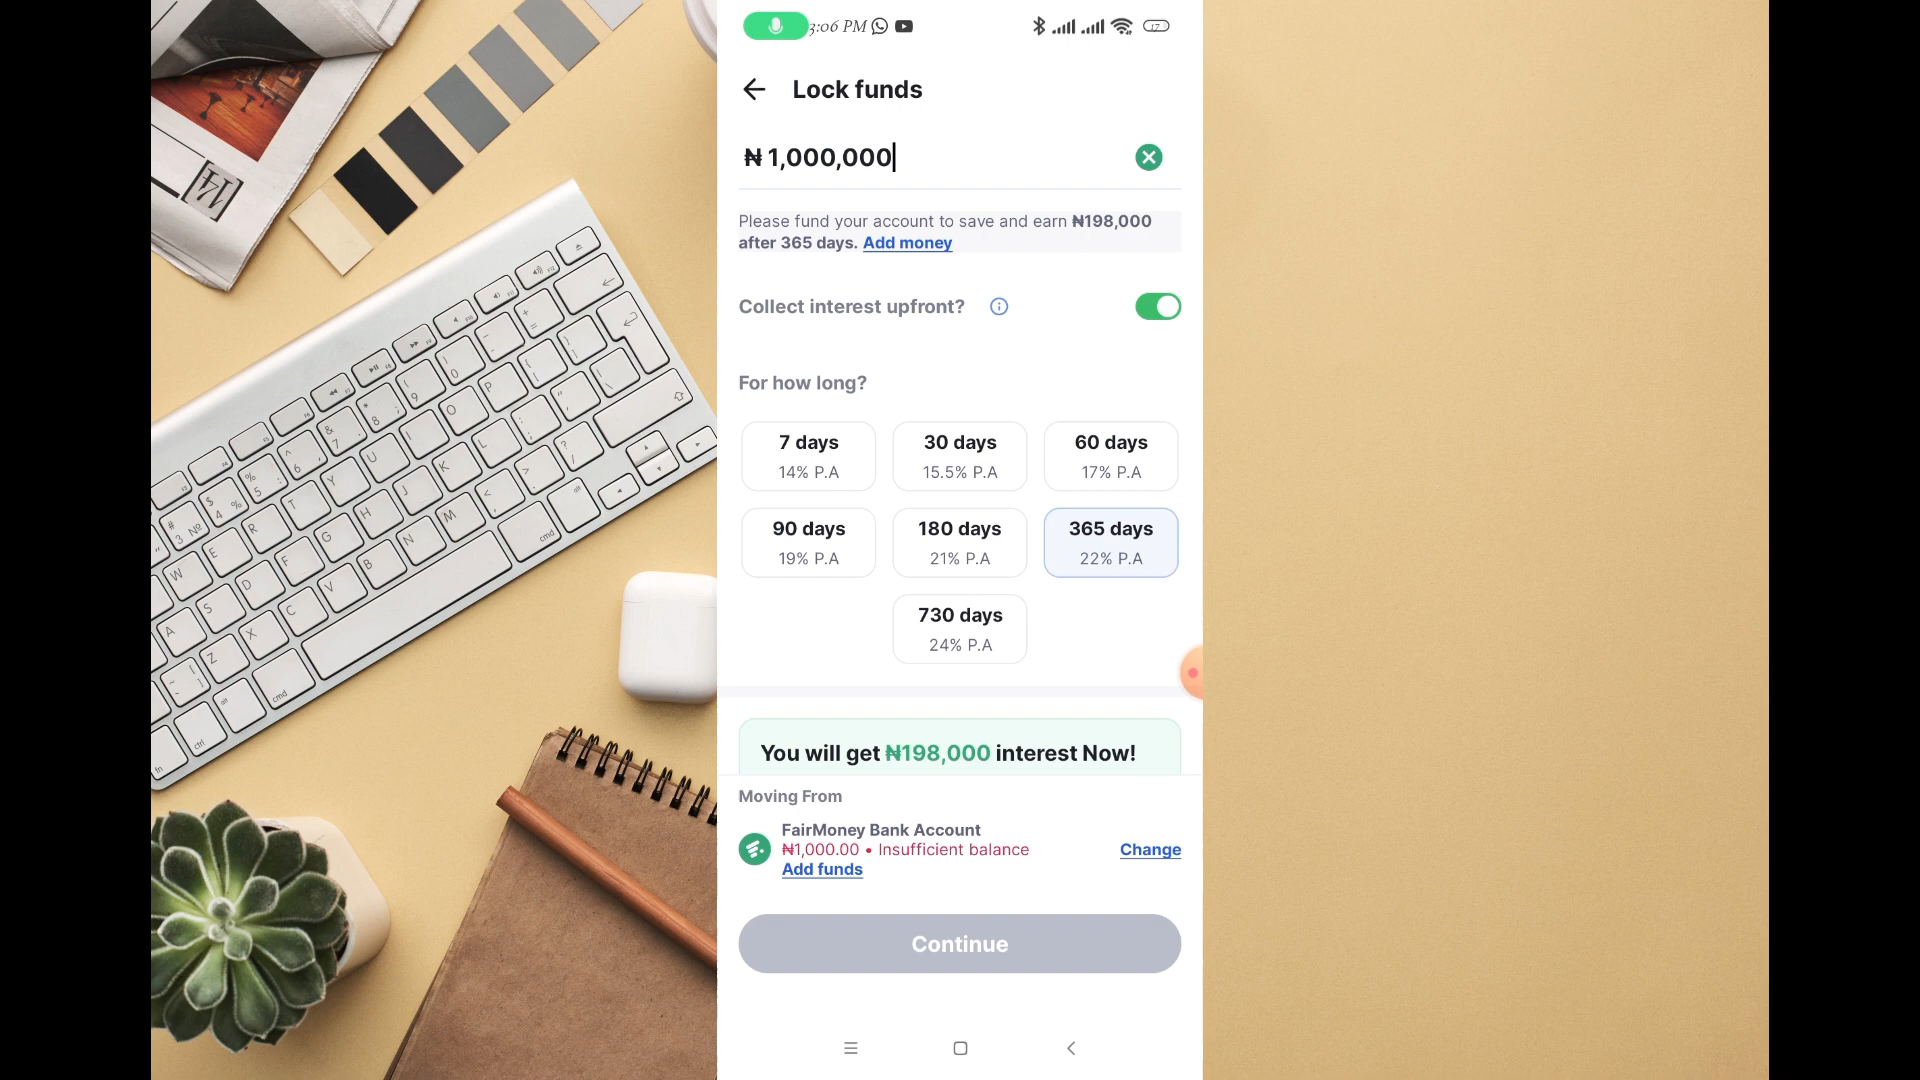 3:06 PM
17
Lock funds
₦ 1,000,000
Please fund your account to save and earn ₦198,000
after 365 days. Add money
Collect interest upfront?
For how long?
7 days
14% P.A
30 days
15.5% P.A
60 days
17% P.A
90 days
19% P.A
180 days
21% P.A
365 days
22% P.A
730 days
24% P.A
You will get ₦198,000 interest Now!
Moving From
FairMoney Bank Account
₦1,000.00 • Insufficient balance
Change
Add funds
Continue